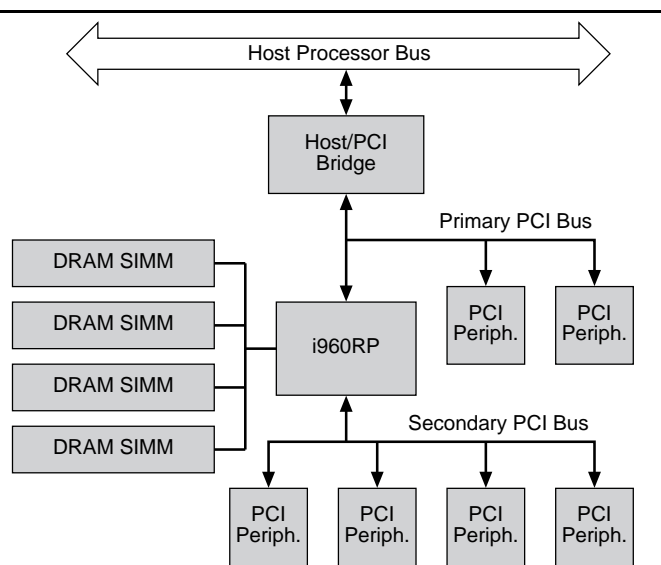 Host Processor Bus
Host/PCI
Bridge
Primary PCI Bus
DRAM SIMM
DRAM SIMM
DRAM SIMM
DRAM SIMM
i960RP
PCI
Periph.
PCI
Periph.
Secondary PCI Bus
PCI
Periph.
PCI
Periph.
PCI
Periph.
PCI
Periph.